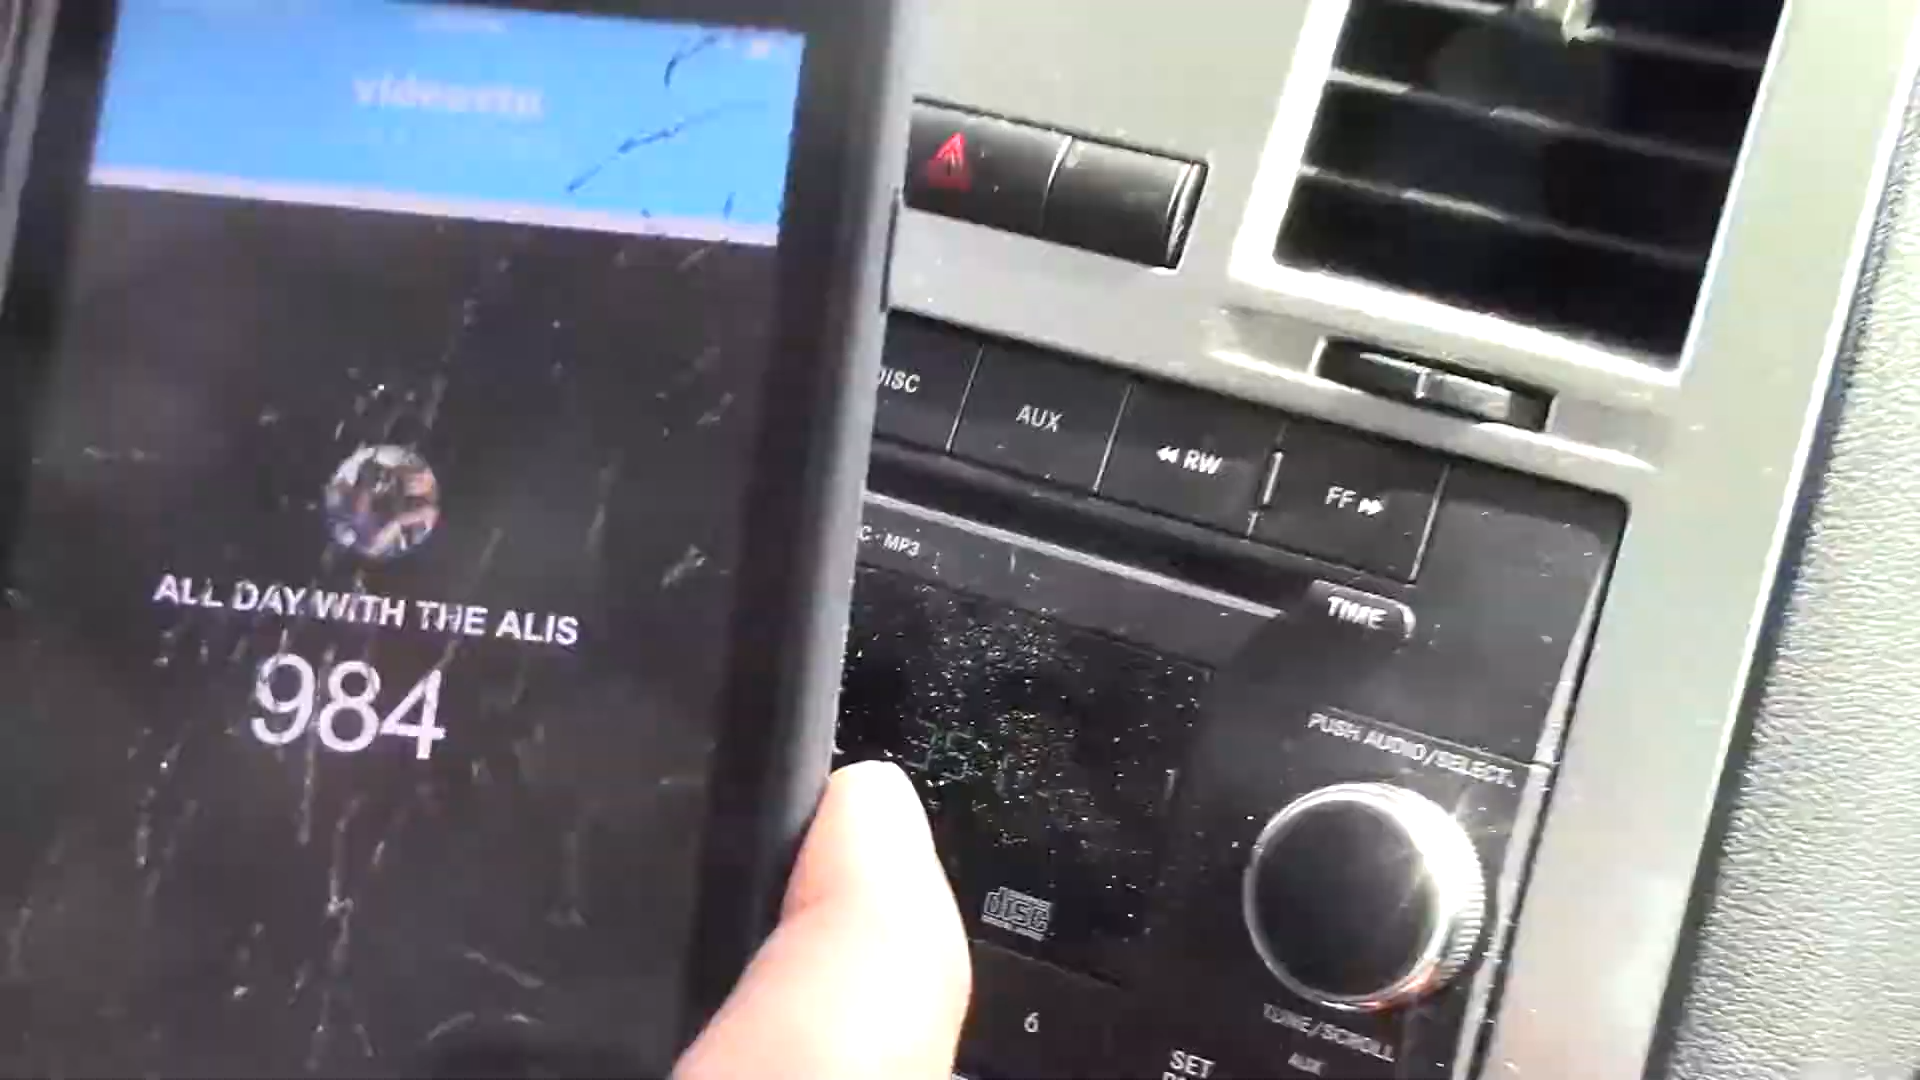 ALL DAY WITH THE ALIS
984
DISC
AUX
RW
FF
MP3
TIME
PUSH AUDIO/SELECT
disc
TUNE/SCROLL
AUX
6
SET